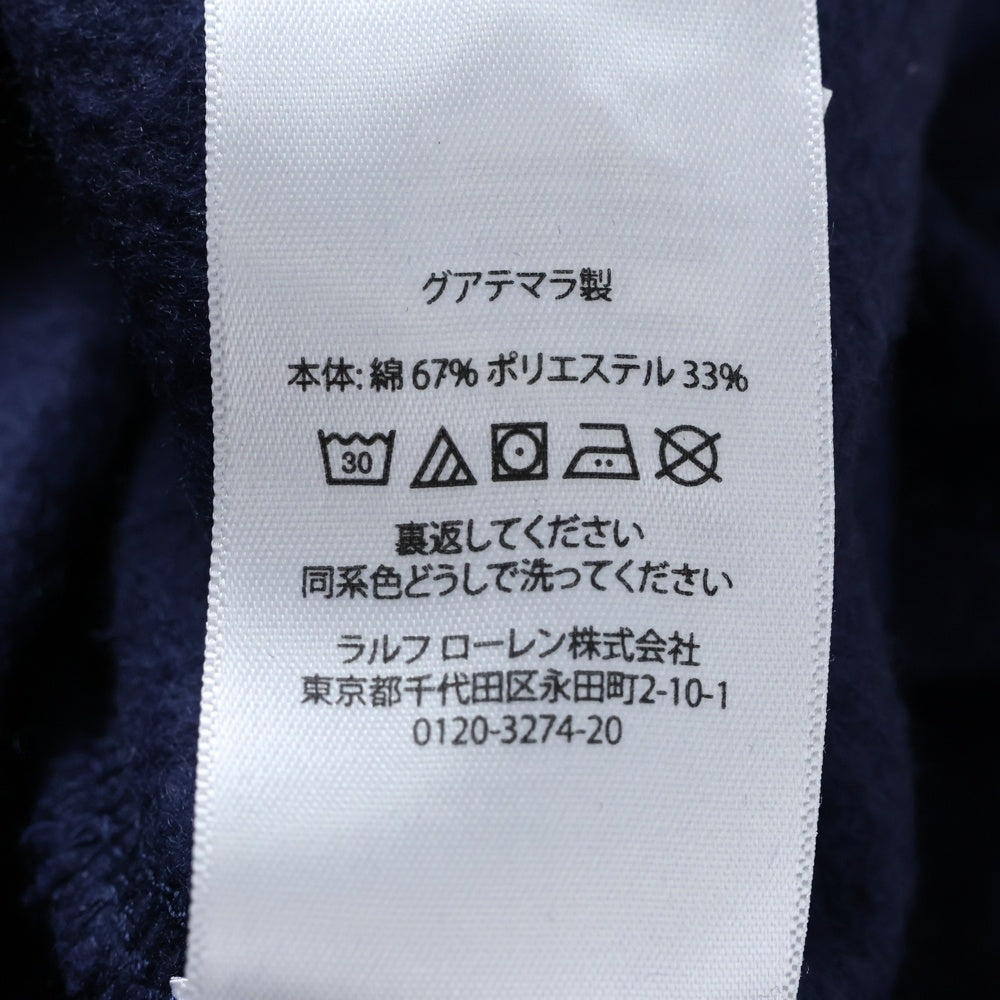 グアテマラ製
本体: 綿 67% ポリエステル 33%
30
裏返してください
同系色どうしで洗ってください
ラルフ ローレン株式会社
東京都千代田区永田町2-10-1
0120-3274-20